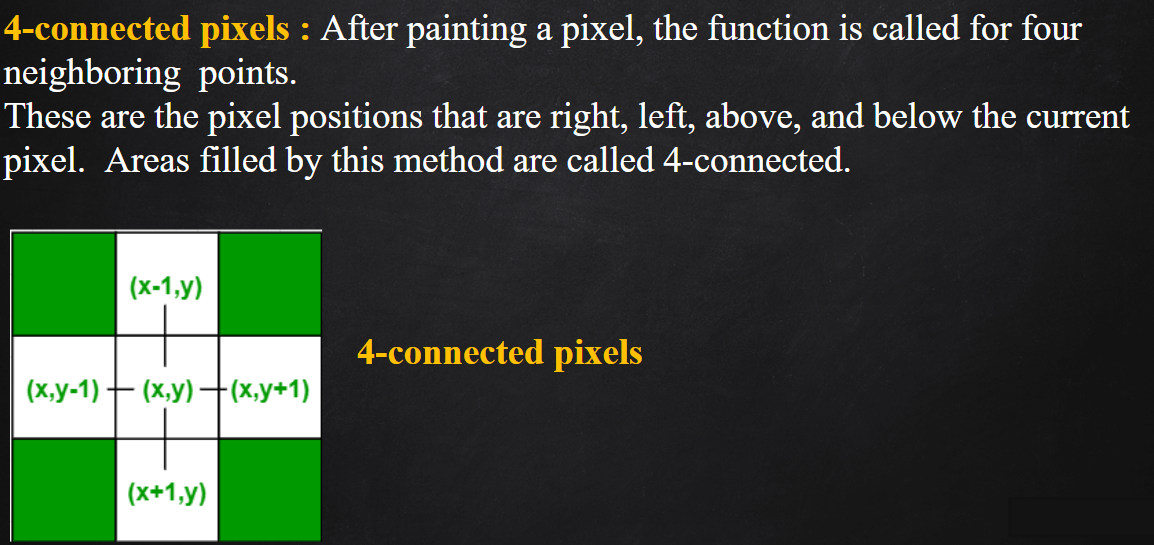 4-connected pixels : After painting a pixel, the function is called for four
neighboring points.
These are the pixel positions that are right, left, above, and below the current
pixel. Areas filled by this method are called 4-connected.
(x-1,y)
4-connected pixels
(x,y-1) (x,y) (x,y+1)
(x+1,y)